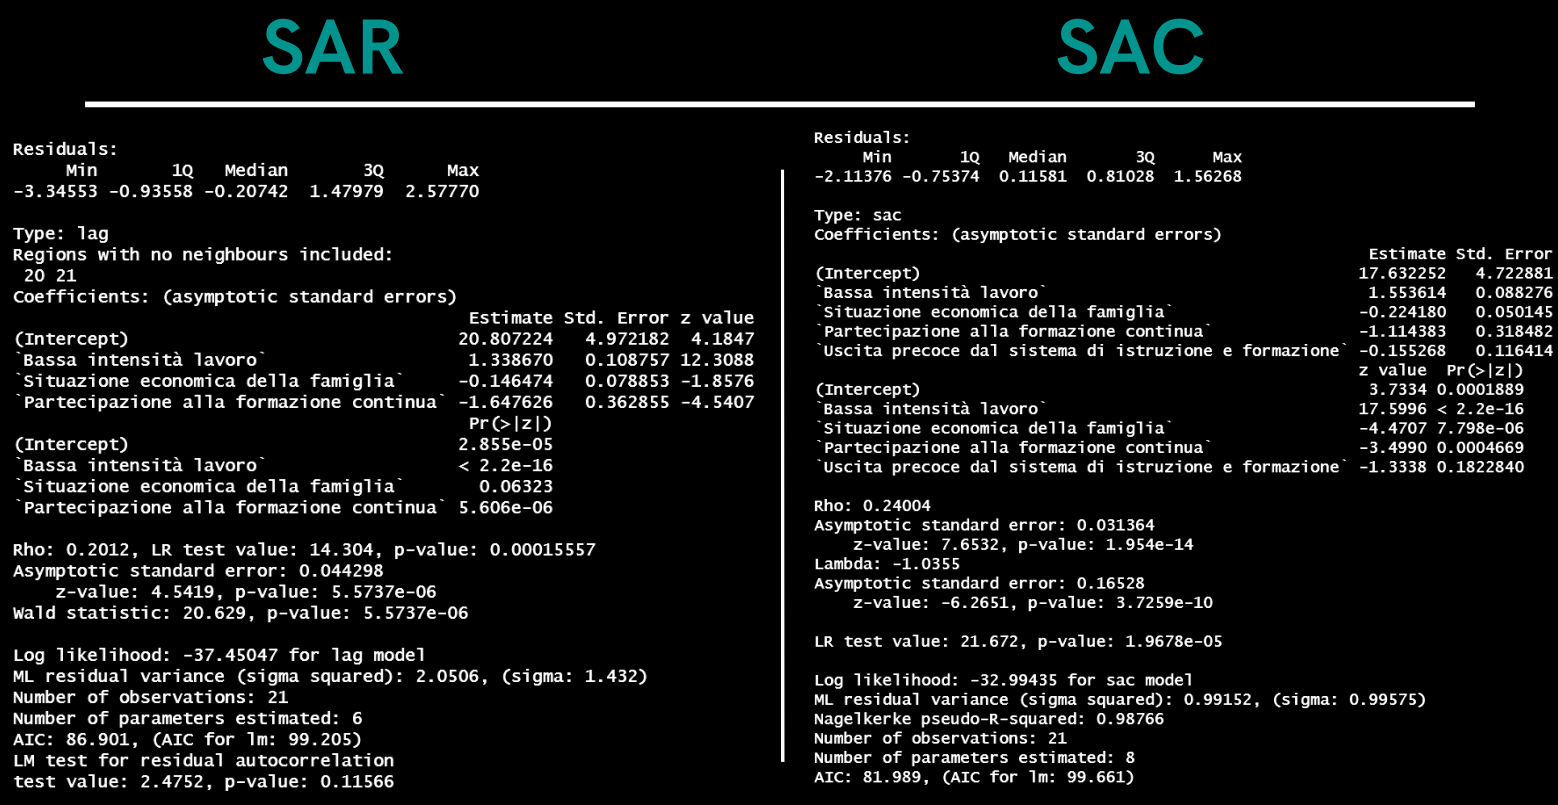 SAR
Residuals:
Min 1Q Median 3Q Max
-3.34553 -0.93558 -0.20742 1.47979 2.57770
Type: lag
Regions with no neighbours included:
20 21
Coefficients: (asymptotic standard errors)
Estimate Std. Error z value
(Intercept) 20.807224 4.972182 4.1847
`Bassa intensità lavoro` 1.338670 0.108757 12.3088
`Situazione economica della famiglia` -0.146474 0.078853 -1.8576
`Partecipazione alla formazione continua` -1.647626 0.362855 -4.5407
Pr(>|z|)
(Intercept) 2.855e-05
`Bassa intensità lavoro` < 2.2e-16
`Situazione economica della famiglia` 0.06323
`Partecipazione alla formazione continua` 5.606e-06
Rho: 0.2012, LR test value: 14.304, p-value: 0.00015557
Asymptotic standard error: 0.044298
z-value: 4.5419, p-value: 5.5737e-06
Wald statistic: 20.629, p-value: 5.5737e-06
Log likelihood: -37.45047 for lag model
ML residual variance (sigma squared): 2.0506, (sigma: 1.432)
Number of observations: 21
Number of parameters estimated: 6
AIC: 86.901, (AIC for lm: 99.205)
LM test for residual autocorrelation
test value: 2.4752, p-value: 0.11566
SAC
Residuals:
Min 1Q Median 3Q Max
-2.11376 -0.75374 0.11581 0.81028 1.56268
Type: sac
Coefficients: (asymptotic standard errors)
Estimate Std. Error
(Intercept) 17.632252 4.722881
`Bassa intensità lavoro` 1.553614 0.088276
`Situazione economica della famiglia` -0.224180 0.050145
`Partecipazione alla formazione continua` -1.114383 0.318482
`Uscita precoce dal sistema di istruzione e formazione` -0.155268 0.116414
z value Pr(>|z|)
(Intercept) 3.7334 0.0001889
`Bassa intensità lavoro` 17.5996 < 2.2e-16
`Situazione economica della famiglia` -4.4707 7.798e-06
`Partecipazione alla formazione continua` -3.4990 0.0004669
`Uscita precoce dal sistema di istruzione e formazione` -1.3338 0.1822840
Rho: 0.24004
Asymptotic standard error: 0.031364
z-value: 7.6532, p-value: 1.954e-14
Lambda: -1.0355
Asymptotic standard error: 0.16528
z-value: -6.2651, p-value: 3.7259e-10
LR test value: 21.672, p-value: 1.9678e-05
Log likelihood: -32.99435 for sac model
ML residual variance (sigma squared): 0.99152, (sigma: 0.99575)
Nagelkerke pseudo-R-squared: 0.98766
Number of observations: 21
Number of parameters estimated: 8
AIC: 81.989, (AIC for lm: 99.661)